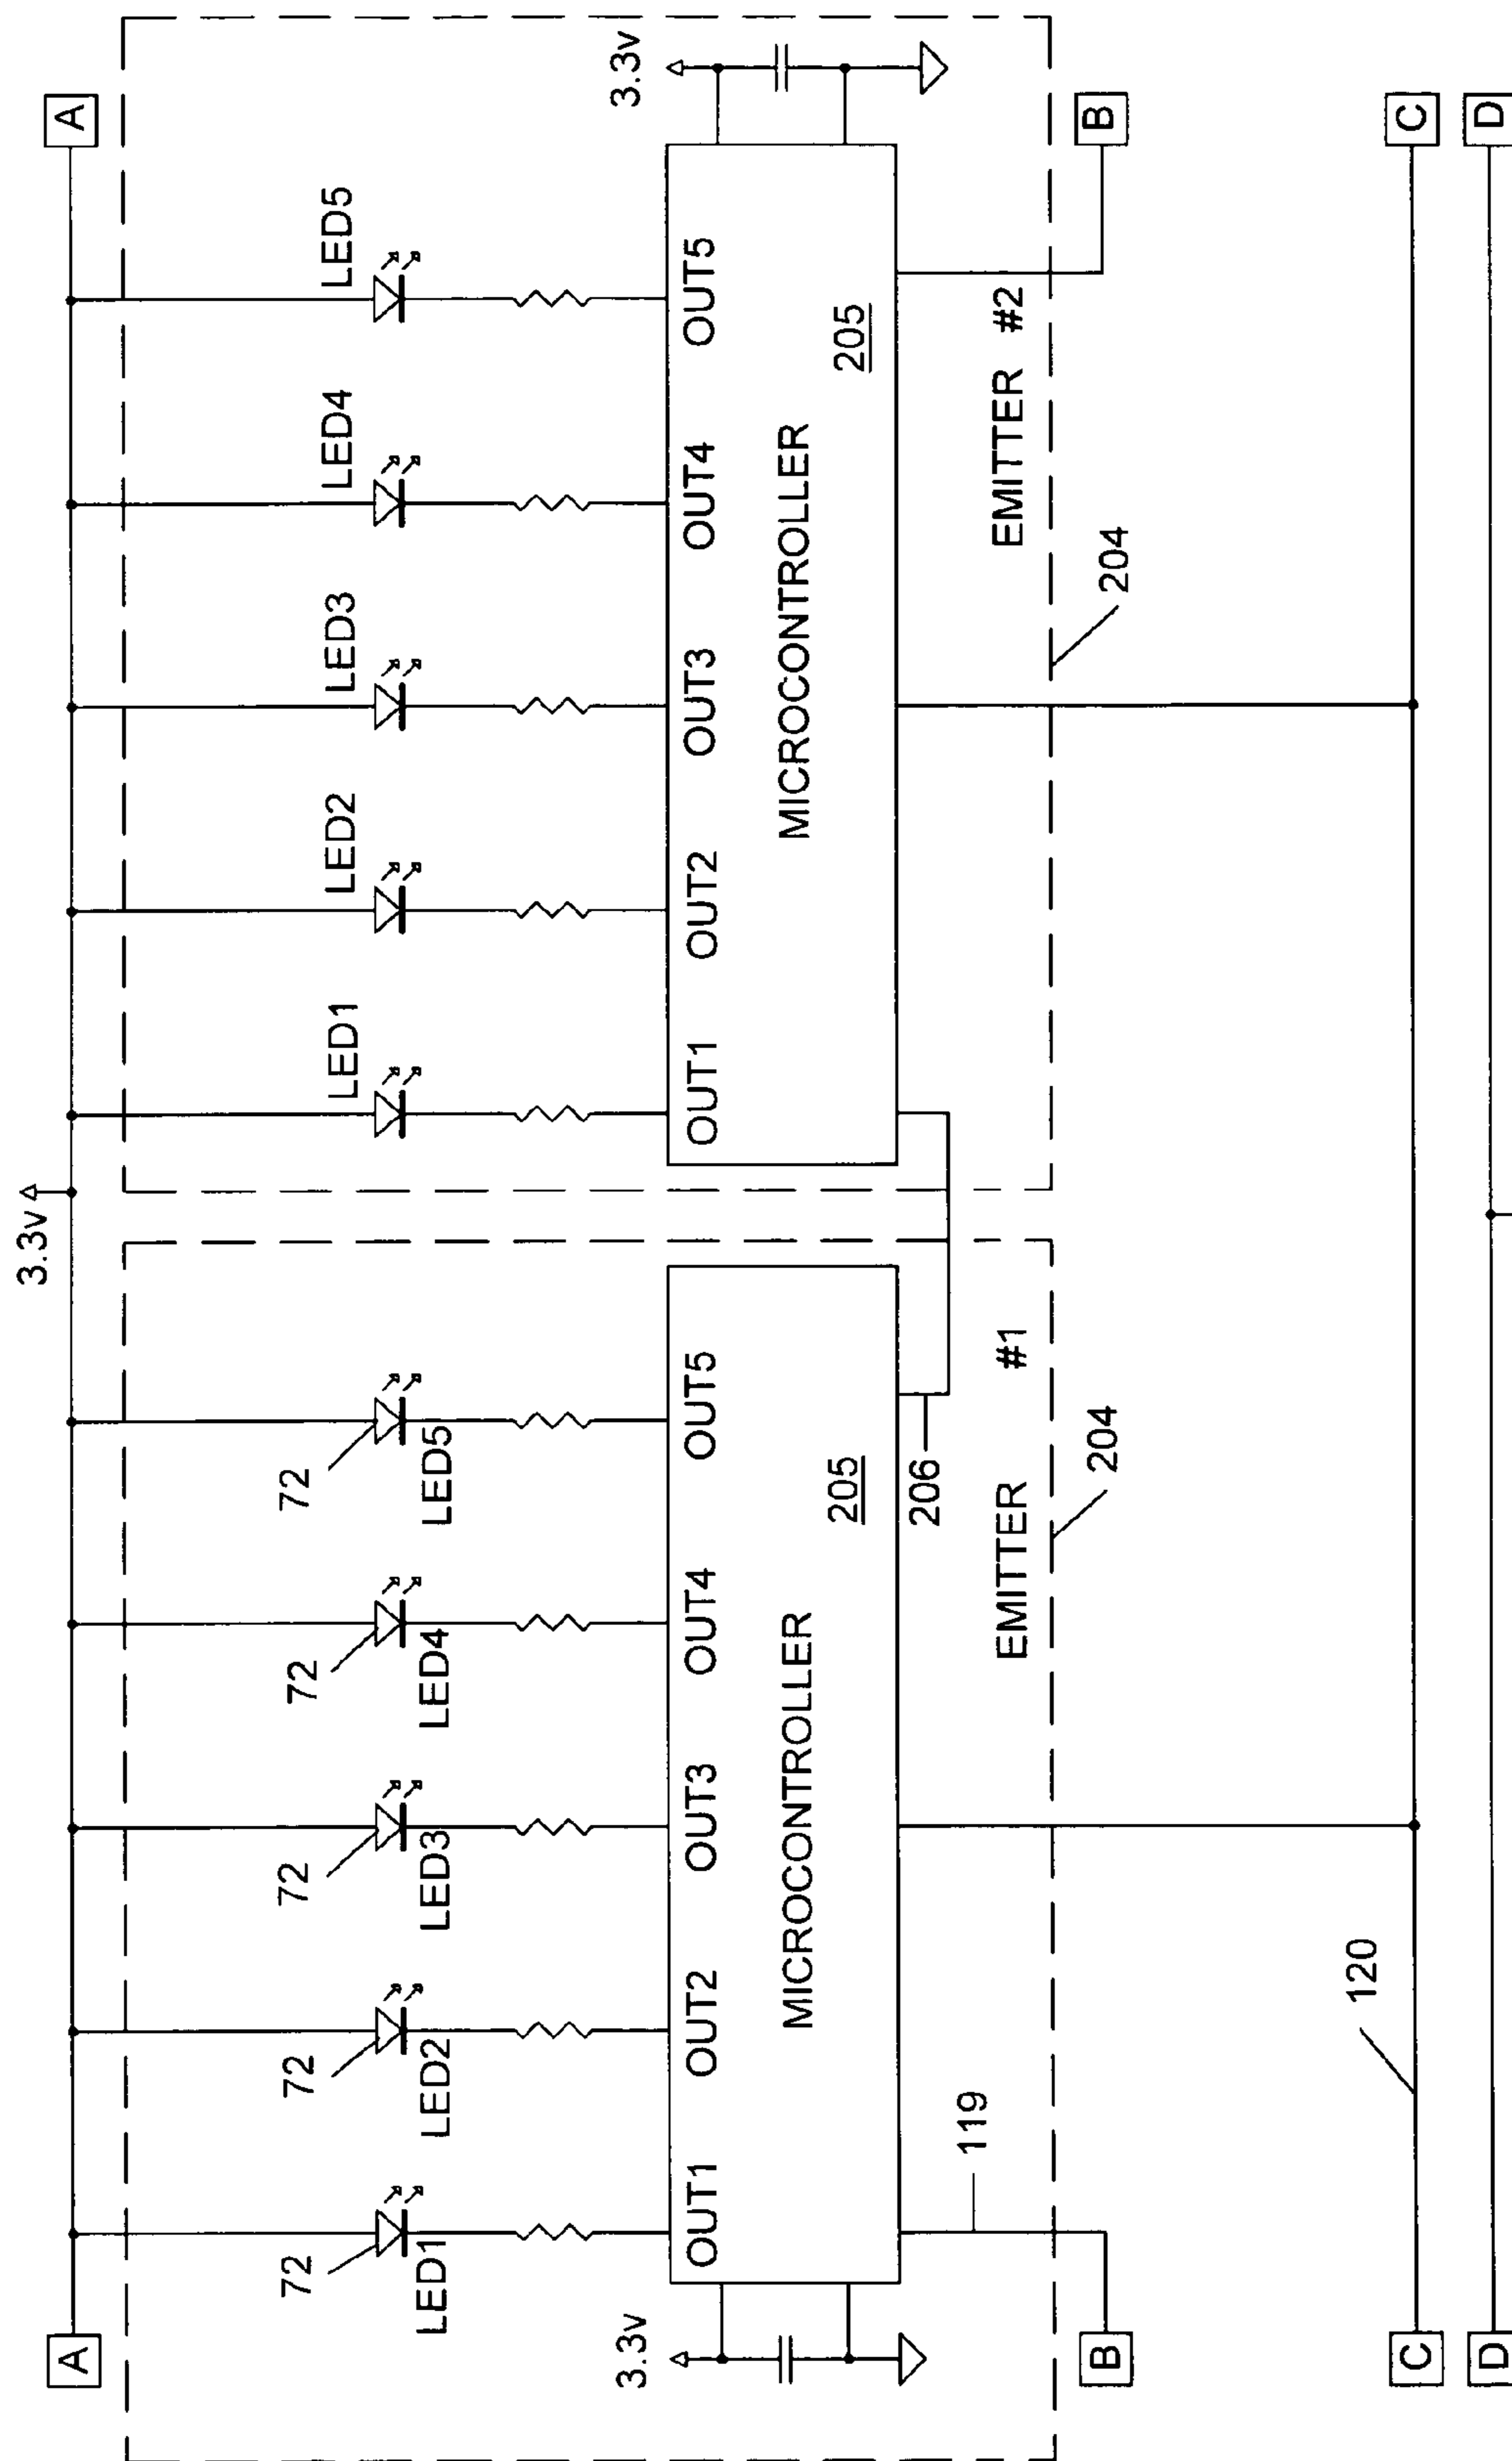 3.3v
A
A
72
72
72
72
72
LED1
LED2
LED3
LED4
LED5
LED1
LED2
LED3
LED4
LED5
3.3v
OUT1 OUT2 OUT3 OUT4 OUT5
MICROCONTROLLER
205
OUT1 OUT2 OUT3 OUT4 OUT5
MICROCONTROLLER
205
3.3v
206
119
EMITTER #1
EMITTER #2
204
204
B
B
120
C
C
D
D